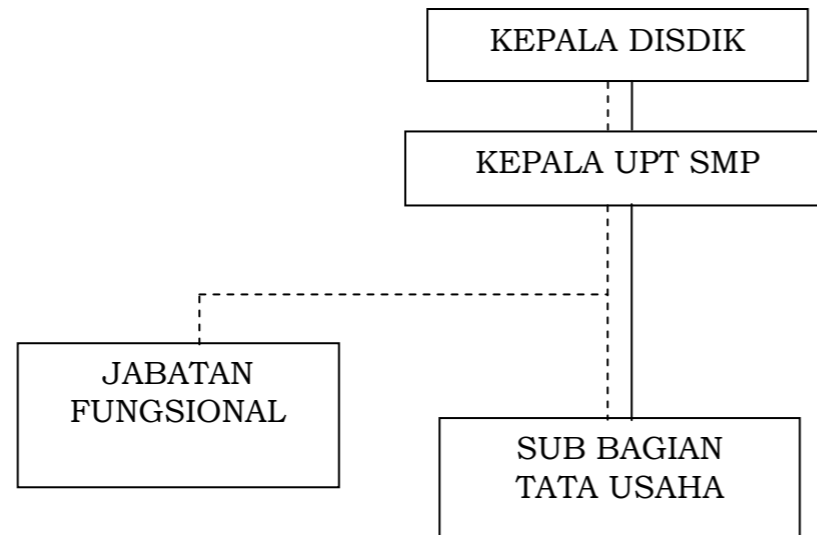 KEPALA DISDIK
KEPALA UPT SMP
JABATAN
FUNGSIONAL
SUB BAGIAN
TATA USAHA